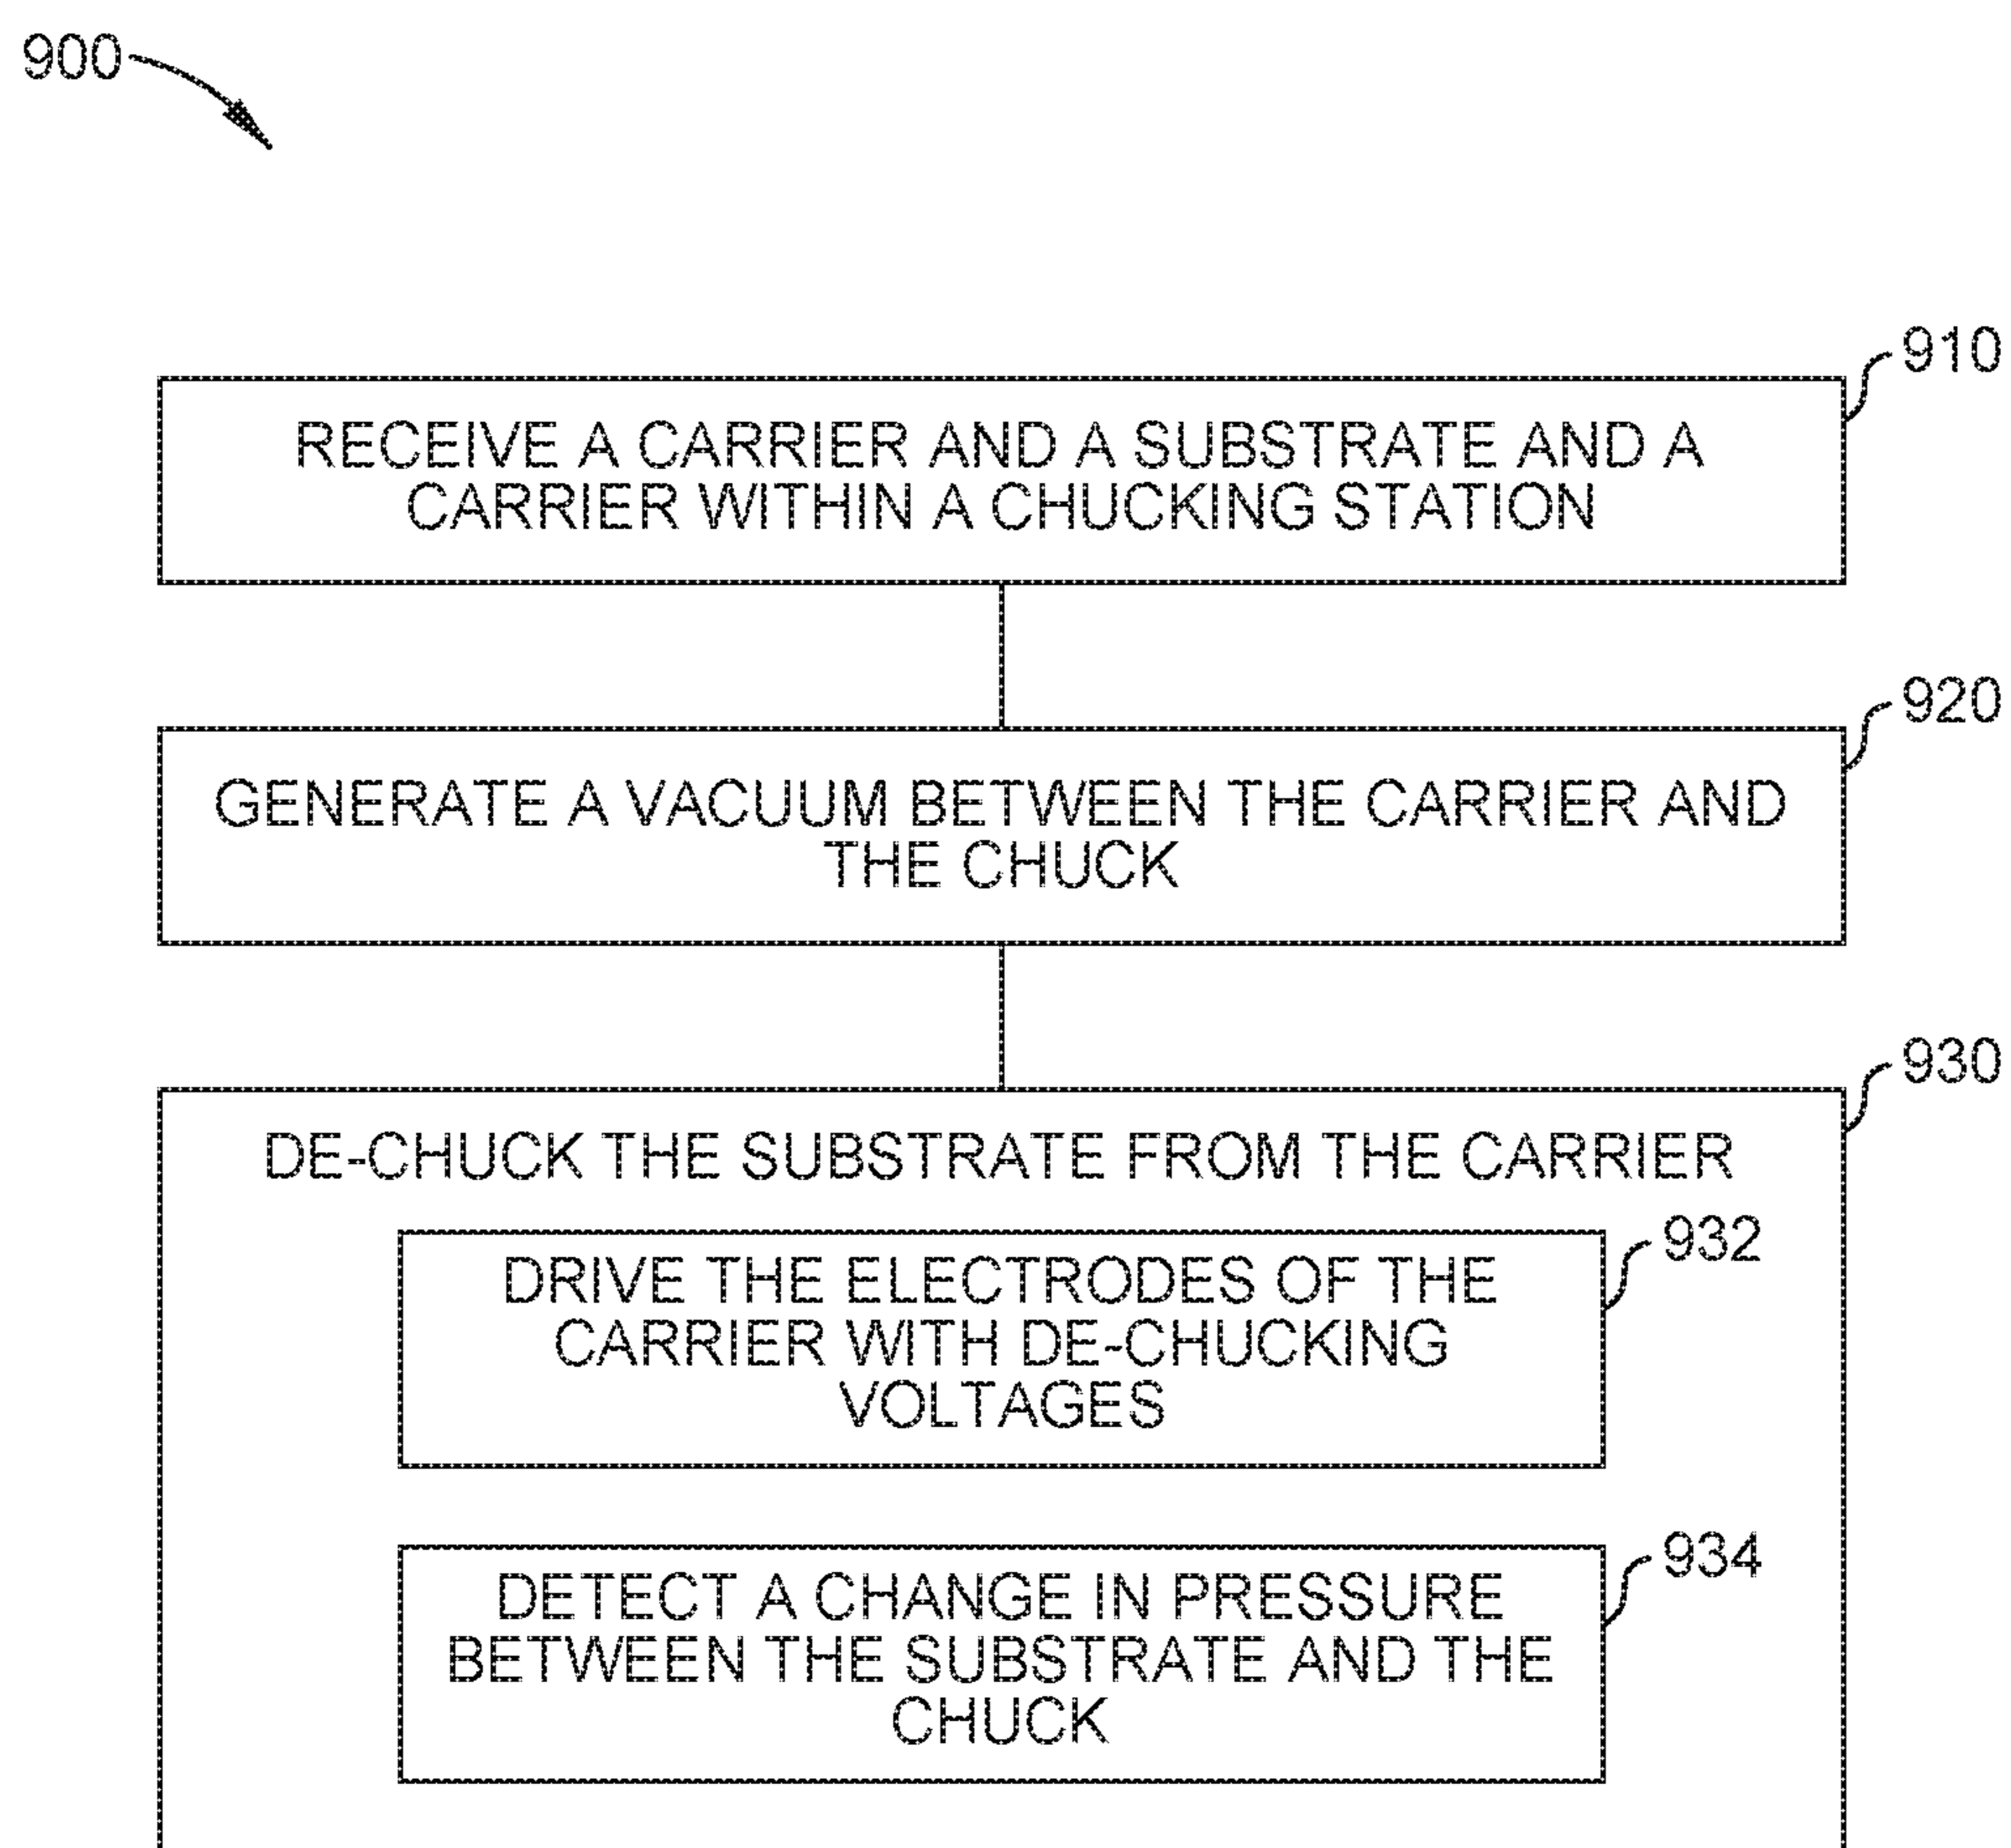 900
910
RECEIVE A CARRIER AND A SUBSTRATE AND A
CARRIER WITHIN A CHUCKING STATION
920
GENERATE A VACUUM BETWEEN THE CARRIER AND
THE CHUCK
930
DE-CHUCK THE SUBSTRATE FROM THE CARRIER
932
DRIVE THE ELECTRODES OF THE
CARRIER WITH DE-CHUCKING
VOLTAGES
934
DETECT A CHANGE IN PRESSURE
BETWEEN THE SUBSTRATE AND THE
CHUCK